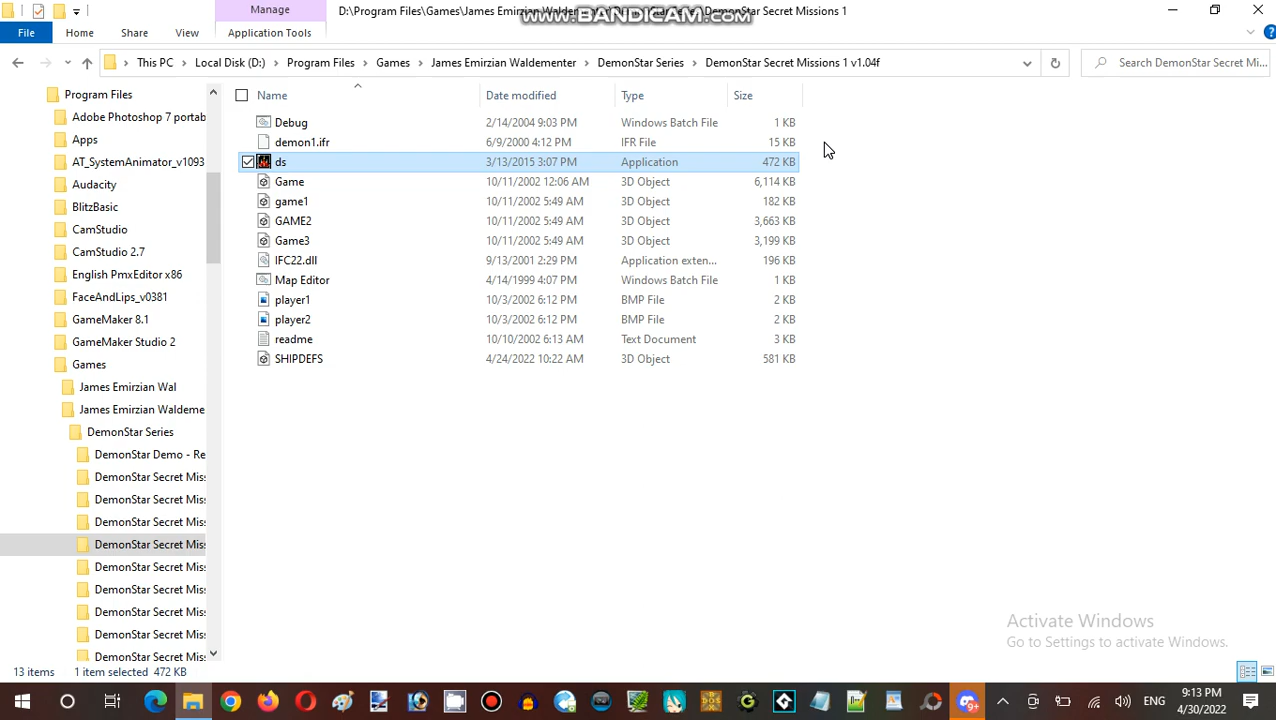 Manage
D:\Program Files\Games\James Emirzian Waldementer\DemonStar Series\DemonStar Secret Missions 1
www.BANDICAM.com
File
Home
Share
View
Application Tools
This PC > Local Disk (D:) > Program Files > Games > James Emirzian Waldementer > DemonStar Series > DemonStar Secret Missions 1 v1.04f
Search DemonStar Secret Mi...
Name Date modified Type Size
Debug 2/14/2004 9:03 PM Windows Batch File 1 KB
demon1.ifr 6/9/2000 4:12 PM IFR File 15 KB
ds 3/13/2015 3:07 PM Application 472 KB
Game 10/11/2002 12:06 AM 3D Object 6,114 KB
game1 10/11/2002 5:49 AM 3D Object 182 KB
GAME2 10/11/2002 5:49 AM 3D Object 3,663 KB
Game3 10/11/2002 5:49 AM 3D Object 3,199 KB
IFC22.dll 9/13/2001 2:29 PM Application exten... 196 KB
Map Editor 4/14/1999 4:07 PM Windows Batch File 1 KB
player1 10/3/2002 6:12 PM BMP File 2 KB
player2 10/3/2002 6:12 PM BMP File 2 KB
readme 10/10/2002 6:13 AM Text Document 3 KB
SHIPDEFS 4/24/2022 10:22 AM 3D Object 581 KB
Program Files
Adobe Photoshop 7 portab
Apps
AT_SystemAnimator_v1093
Audacity
BlitzBasic
CamStudio
CamStudio 2.7
English PmxEditor x86
FaceAndLips_v0381
GameMaker 8.1
GameMaker Studio 2
Games
James Emirzian Wal
James Emirzian Waldeme
DemonStar Series
DemonStar Demo - Re
DemonStar Secret Miss
DemonStar Secret Miss
DemonStar Secret Miss
DemonStar Secret Miss
DemonStar Secret Miss
DemonStar Secret Miss
DemonStar Secret Miss
DemonStar Secret Miss
DemonStar Secret Miss
Activate Windows
Go to Settings to activate Windows.
13 items 1 item selected 472 KB
ENG
9:13 PM
4/30/2022